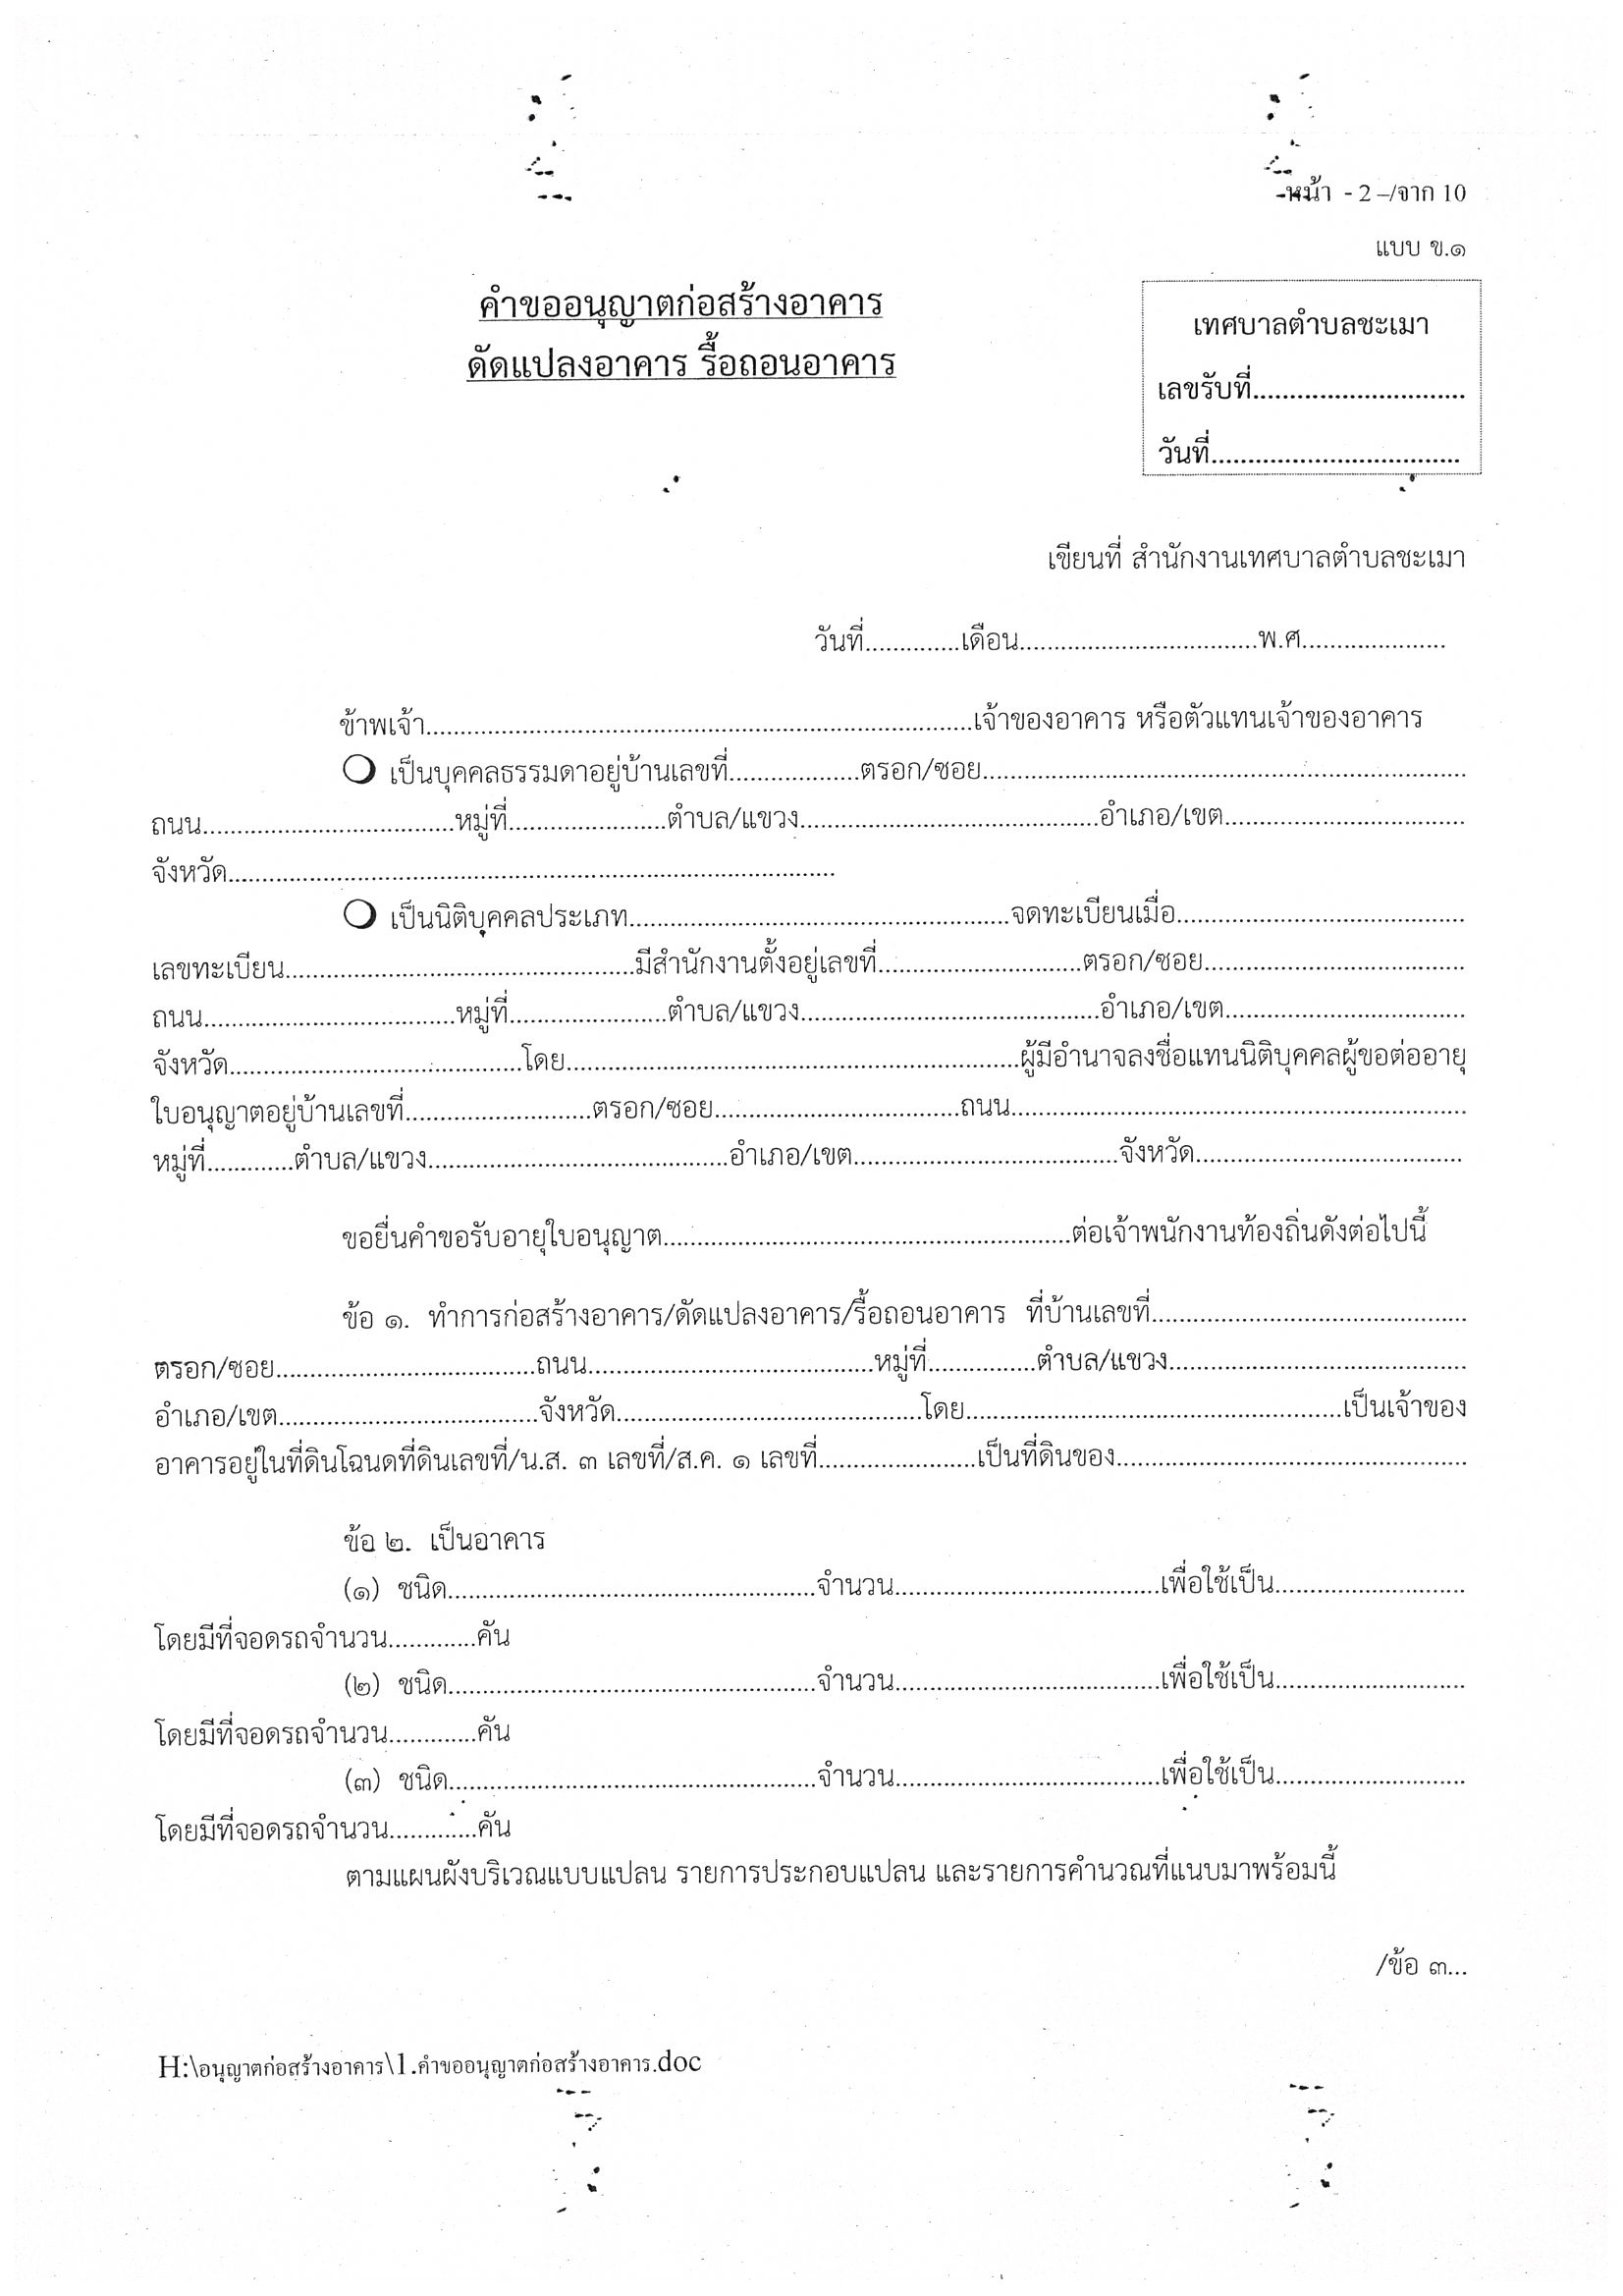 หน้า - 2 –/จาก 10
แบบ ข.๑
คำขออนุญาตก่อสร้างอาคาร
ดัดแปลงอาคาร รื้อถอนอาคาร
เทศบาลตำบลชะเมา
เลขรับที่............................
วันที่.................................
เขียนที่ สำนักงานเทศบาลตำบลชะเมา
วันที่..............เดือน...................................พ.ศ.....................
ข้าพเจ้า................................................................................เจ้าของอาคาร หรือตัวแทนเจ้าของอาคาร
เป็นบุคคลธรรมดาอยู่บ้านเลขที่...................ตรอก/ซอย.......................................................................
ถนน.....................................หมู่ที่.......................ตำบล/แขวง............................................อำเภอ/เขต...................................
จังหวัด.........................................................................................
เป็นนิติบุคคลประเภท........................................................จดทะเบียนเมื่อ..........................................
เลขทะเบียน...................................................มีสำนักงานตั้งอยู่เลขที่..............................ตรอก/ซอย......................................
ถนน.....................................หมู่ที่.......................ตำบล/แขวง............................................อำเภอ/เขต...................................
จังหวัด...........................................โดย..................................................................ผู้มีอำนาจลงชื่อแทนนิติบุคคลผู้ขอต่ออายุ
ใบอนุญาตอยู่บ้านเลขที่...........................ตรอก/ซอย....................................ถนน...................................................................
หมู่ที่.............ตำบล/แขวง............................................อำเภอ/เขต.......................................จังหวัด.......................................
ขอยื่นคำขอรับอายุใบอนุญาต............................................................ต่อเจ้าพนักงานท้องถิ่นดังต่อไปนี้
ข้อ ๑. ทำการก่อสร้างอาคาร/ดัดแปลงอาคาร/รื้อถอนอาคาร ที่บ้านเลขที่..............................................
ตรอก/ซอย......................................ถนน..........................................หมู่ที่................ตำบล/แขวง............................................
อำเภอ/เขต......................................จังหวัด.............................................โดย.......................................................เป็นเจ้าของ
อาคารอยู่ในที่ดินโฉนดที่ดินเลขที่/น.ส. ๓ เลขที่/ส.ค. ๑ เลขที่.......................เป็นที่ดินของ....................................................
ข้อ ๒. เป็นอาคาร
(๑) ชนิด......................................................จำนวน.......................................เพื่อใช้เป็น............................
โดยมีที่จอดรถจำนวน.............คัน
(๒) ชนิด......................................................จำนวน.......................................เพื่อใช้เป็น............................
โดยมีที่จอดรถจำนวน.............คัน
(๓) ชนิด......................................................จำนวน.......................................เพื่อใช้เป็น............................
โดยมีที่จอดรถจำนวน.............คัน
ตามแผนผังบริเวณแบบแปลน รายการประกอบแปลน และรายการคำนวณที่แนบมาพร้อมนี้
/ข้อ ๓...
H:\อนุญาตก่อสร้างอาคาร\1.คำขออนุญาตก่อสร้างอาคาร.doc